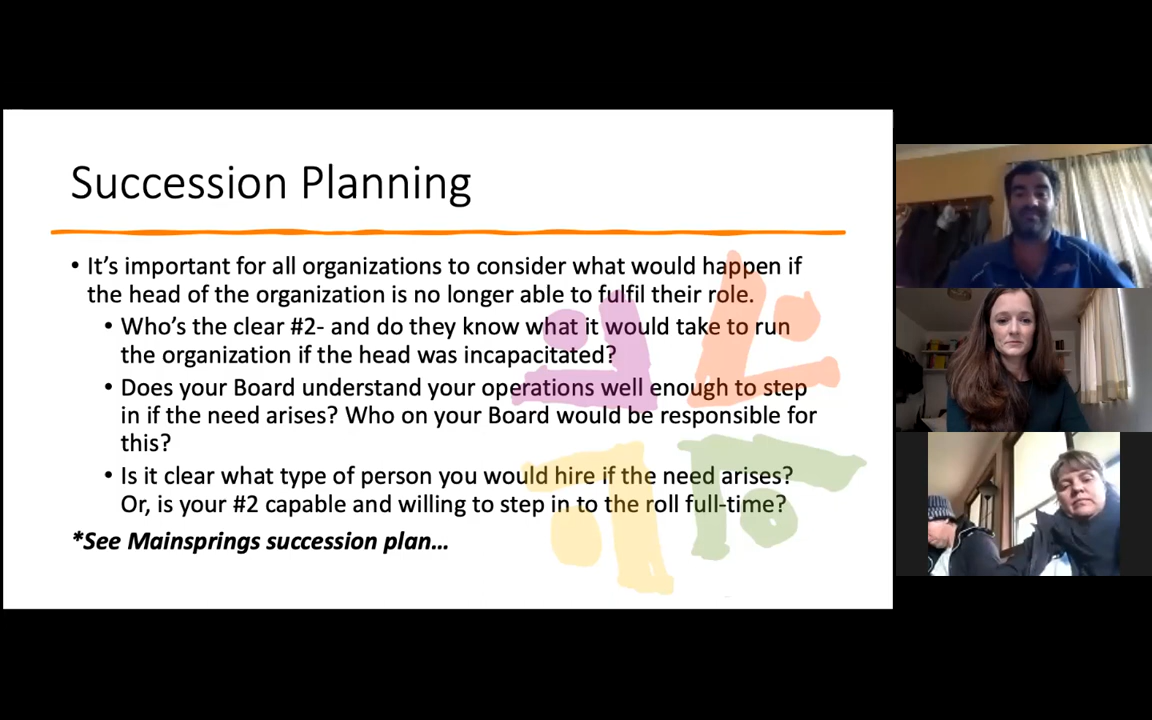 Succession Planning
• It's important for all organizations to consider what would happen if
the head of the organization is no longer able to fulfil their role.
• Who's the clear #2- and do they know what it would take to run
the organization if the head was incapacitated?
• Does your Board understand your operations well enough to step
in if the need arises? Who on your Board would be responsible for
this?
• Is it clear what type of person you would hire if the need arises?
Or, is your #2 capable and willing to step in to the roll full-time?
*See Mainsprings succession plan…